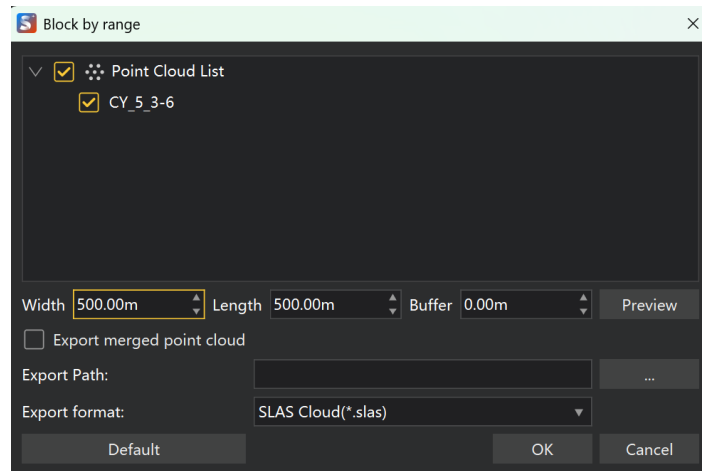 Block by range
Point Cloud List
CY_5_3-6
Width 500.00m Length 500.00m Buffer 0.00m Preview
Export merged point cloud
Export Path: ...
Export format: SLAS Cloud(*.slas)
Default OK Cancel